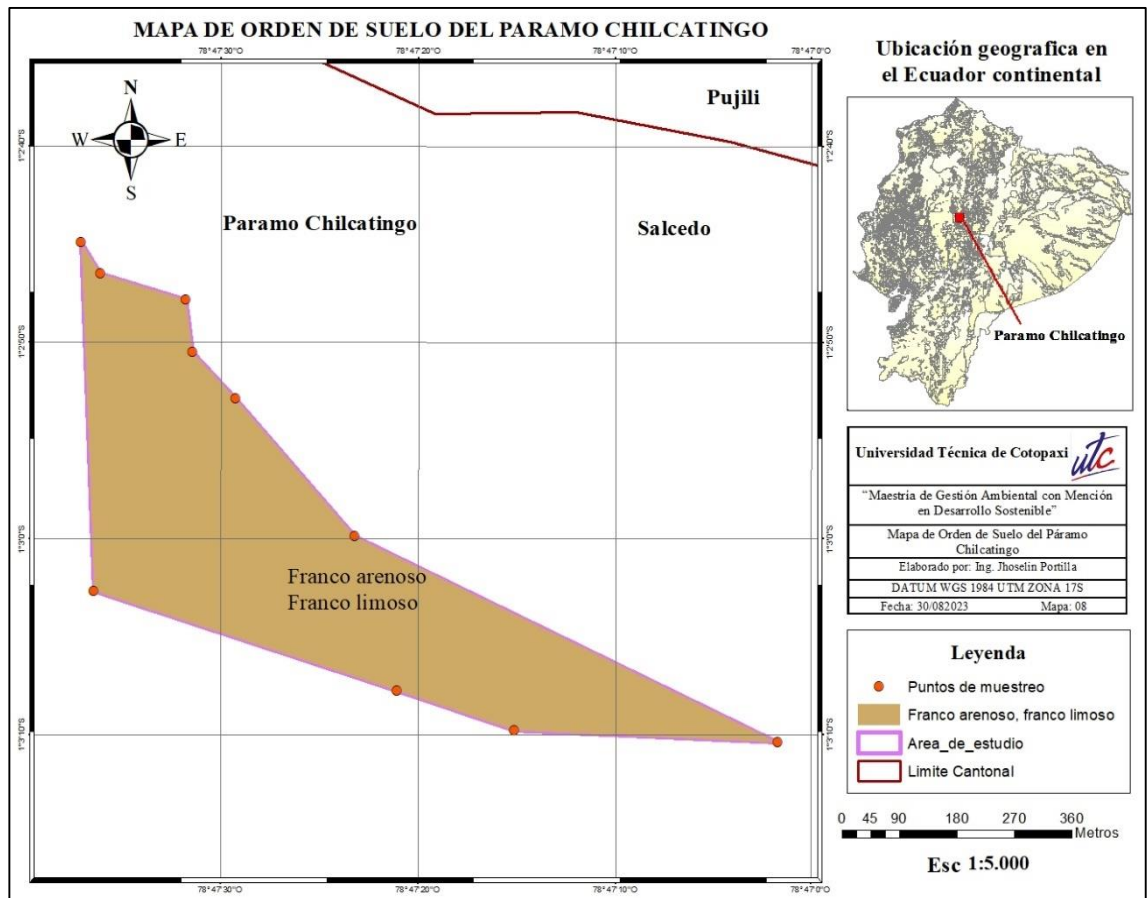 MAPA DE ORDEN DE SUELO DEL PARAMO CHILCATINGO
78°47'30"O
78°47'20"O
78°47'10"O
78°47'0"O
N
W
E
S
Pujili
1°2'40"S
1°2'40"S
Paramo Chilcatingo
Salcedo
1°2'50"S
1°2'50"S
1°3'0"S
1°3'0"S
Franco arenoso
Franco limoso
1°3'10"S
1°3'10"S
78°47'30"O
78°47'20"O
78°47'10"O
78°47'0"O
Ubicación geografica en
el Ecuador continental
Paramo Chilcatingo
Universidad Técnica de Cotopaxi
utc
“Maestria de Gestión Ambiental con Mención
en Desarrollo Sostenible”
Mapa de Orden de Suelo del Páramo
Chilcatingo
Elaborado por: Ing. Jhoselin Portilla
DATUM WGS 1984 UTM ZONA 17S
Fecha: 30/082023 Mapa: 08
Leyenda
Puntos de muestreo
Franco arenoso, franco limoso
Area_de_estudio
Limite Cantonal
0 45 90 180 270 360
Metros
Esc 1:5.000